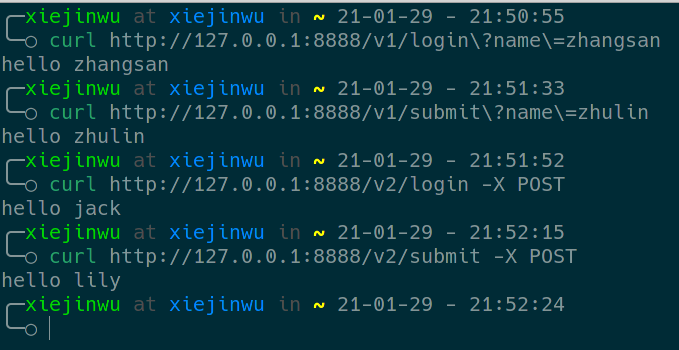 xiejinwu at xiejinwu in ~ 21-01-29 - 21:50:55
curl http://127.0.0.1:8888/v1/login\?name\=zhangsan
hello zhangsan
xiejinwu at xiejinwu in ~ 21-01-29 - 21:51:33
curl http://127.0.0.1:8888/v1/submit\?name\=zhulin
hello zhulin
xiejinwu at xiejinwu in ~ 21-01-29 - 21:51:52
curl http://127.0.0.1:8888/v2/login -X POST
hello jack
xiejinwu at xiejinwu in ~ 21-01-29 - 21:52:15
curl http://127.0.0.1:8888/v2/submit -X POST
hello lily
xiejinwu at xiejinwu in ~ 21-01-29 - 21:52:24